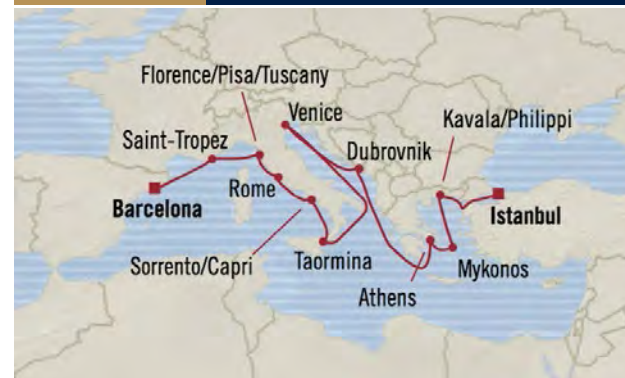 Florence/Pisa/Tuscany
Venice
Kavala/Philippi
Saint-Tropez
Dubrovnik
Rome
Barcelona
Istanbul
Sorrento/Capri
Taormina
Mykonos
Athens